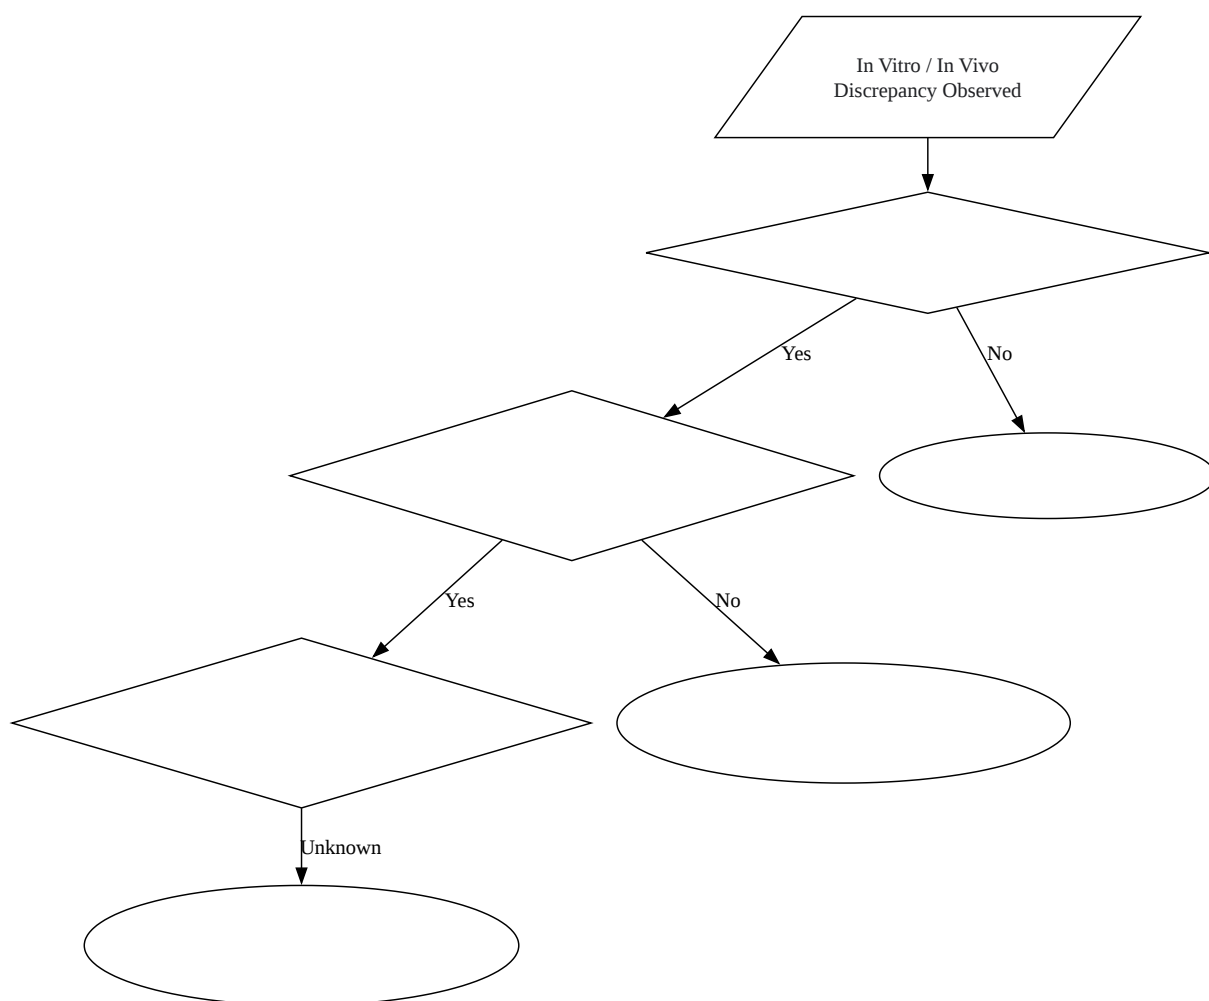 In Vitro / In Vivo
Discrepancy Observed
Yes
No
Yes
No
Unknown